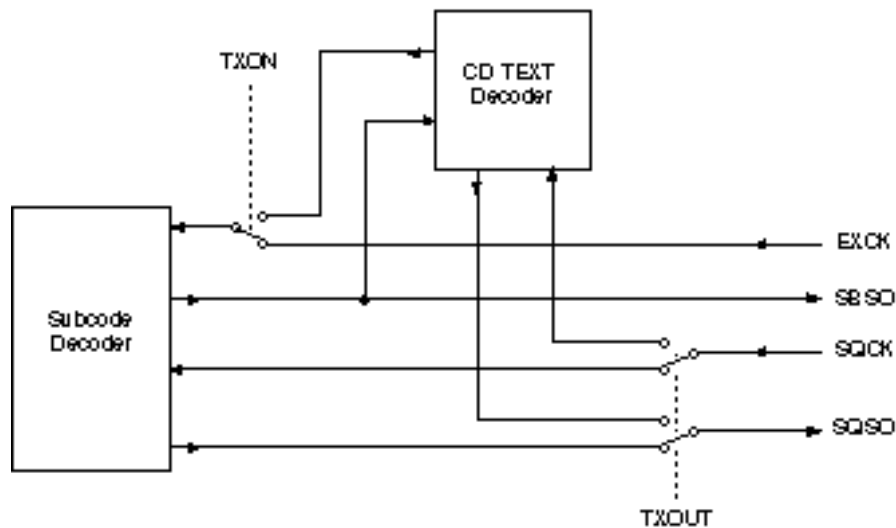 TXON
CD TEXT
Decoder
EXCK
SBSO
Subcode
Decoder
SQCK
SQSO
TXOUT